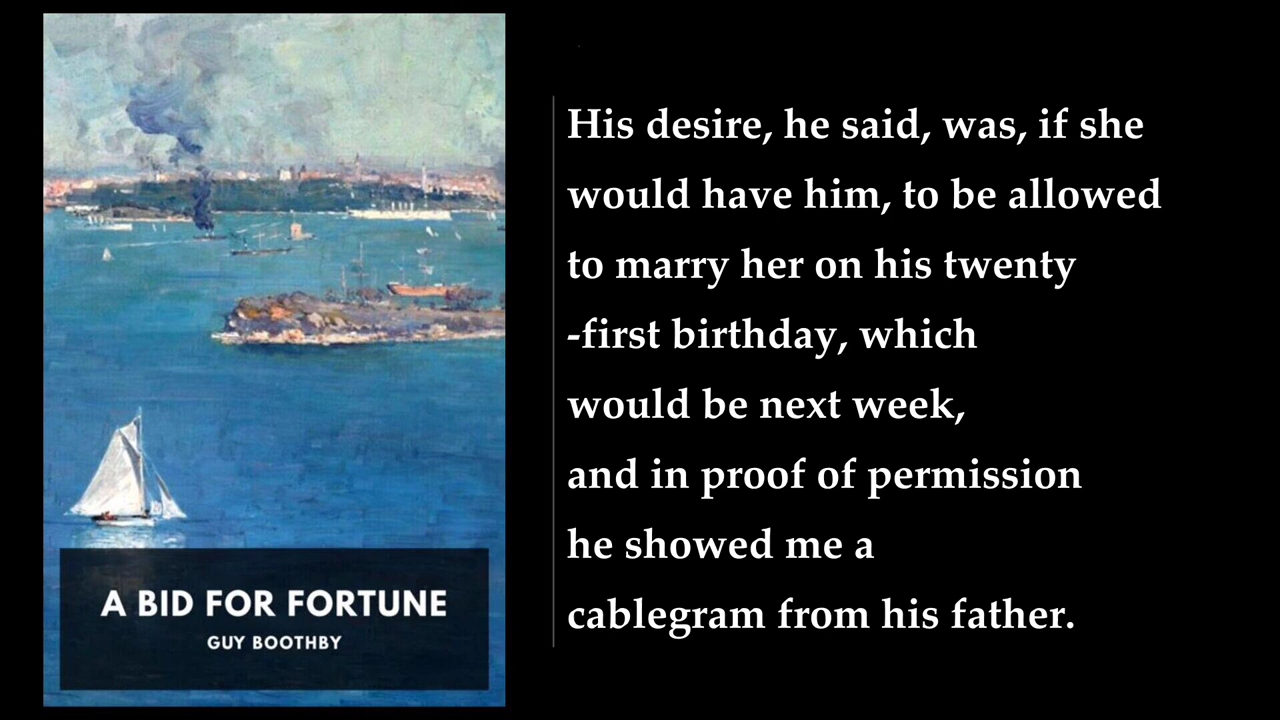 A BID FOR FORTUNE
GUY BOOTHBY
His desire, he said, was, if she
would have him, to be allowed
to marry her on his twenty
-first birthday, which
would be next week,
and in proof of permission
he showed me a
cablegram from his father.